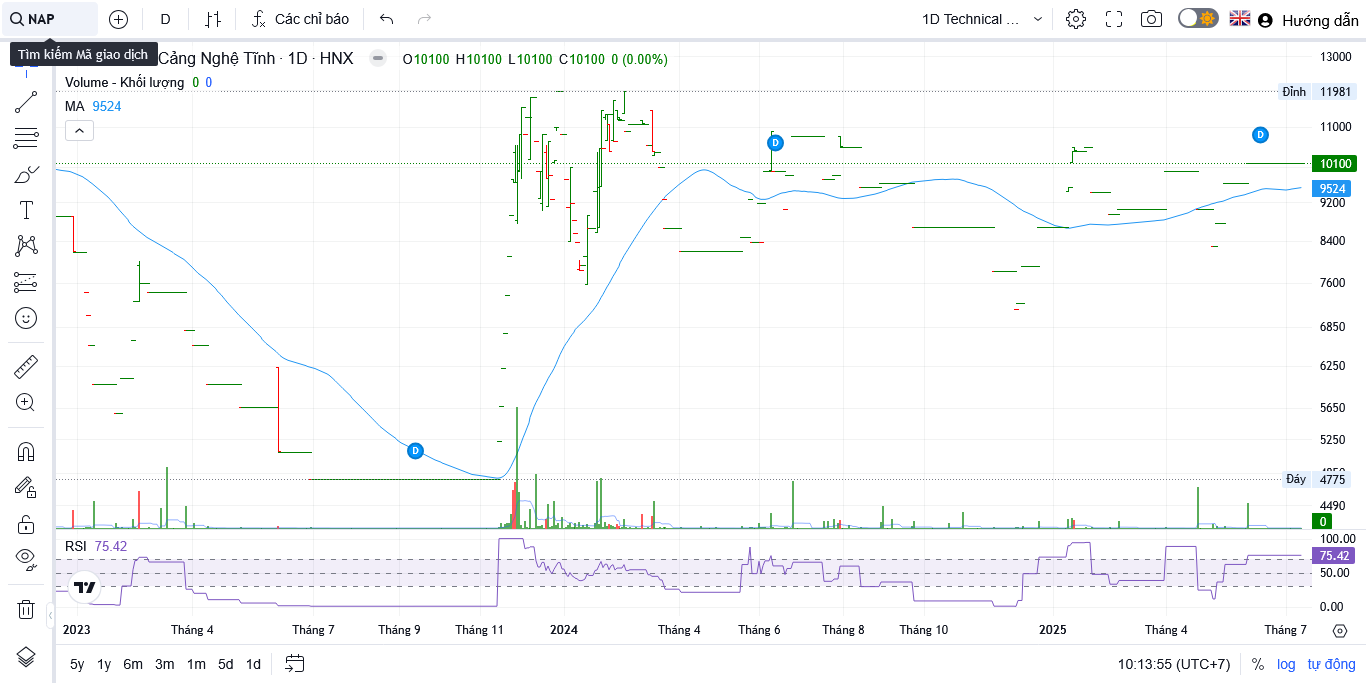 NAP
D
Các chỉ báo
1D Technical ...
Hướng dẫn
Tìm kiếm Mã giao dịch
Cảng Nghệ Tĩnh · 1D · HNX
O10100 H10100 L10100 C10100 0 (0.00%)
Volume - Khối lượng 0 0
MA 9524
13000
Đỉnh 11981
11000
10100
9524
9200
8400
7600
6850
6250
5650
5250
4850
Đáy 4775
4490
0
D
D
D
RSI 75.42
100.00
75.42
50.00
0.00
2023
Tháng 4
Tháng 7
Tháng 9
Tháng 11
2024
Tháng 4
Tháng 6
Tháng 8
Tháng 10
2025
Tháng 4
Tháng 7
5y 1y 6m 3m 1m 5d 1d
10:13:55 (UTC+7)
%
log
tự động